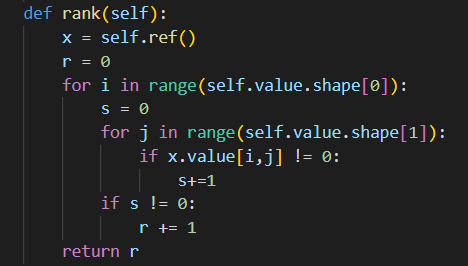 def rank(self):
    x = self.ref()
    r = 0
    for i in range(self.value.shape[0]):
        s = 0
        for j in range(self.value.shape[1]):
            if x.value[i,j] != 0:
                s+=1
        if s != 0:
            r += 1
    return r